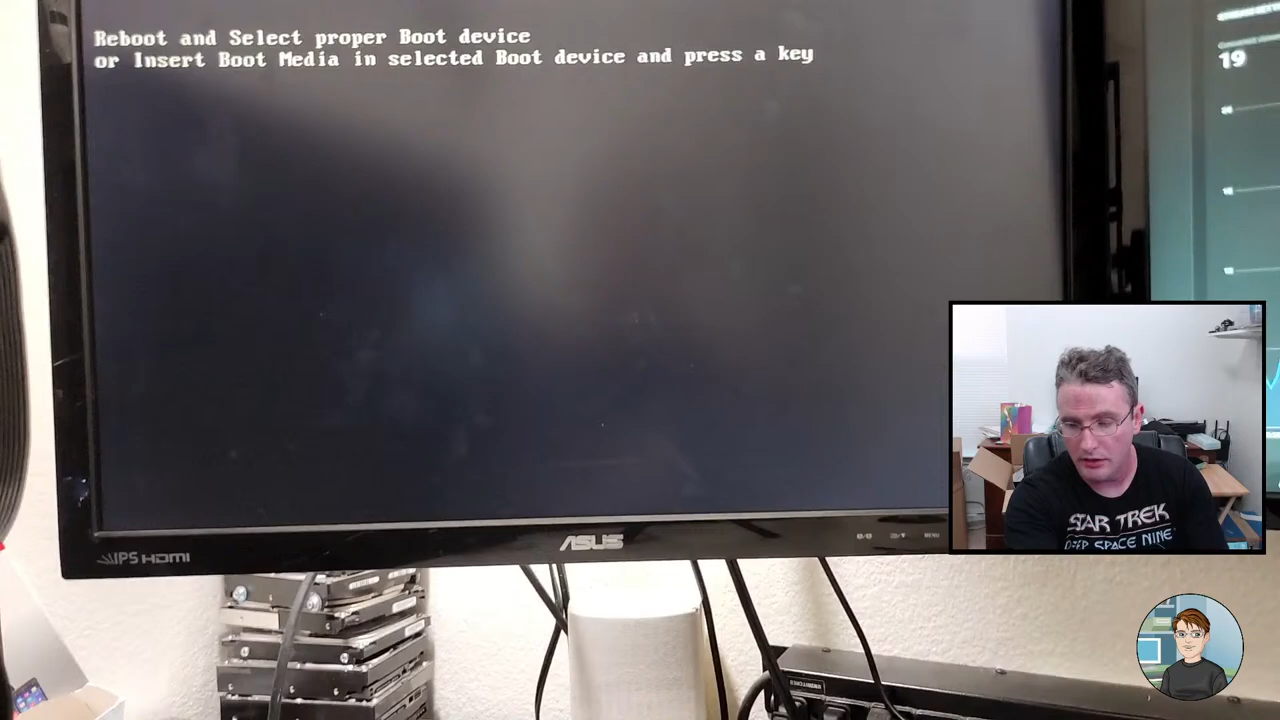 Reboot and Select proper Boot device
or Insert Boot Media in selected Boot device and press a key
19
IPS HDMI
ASUS
MENU
STAR TREK
DEEP SPACE NINE